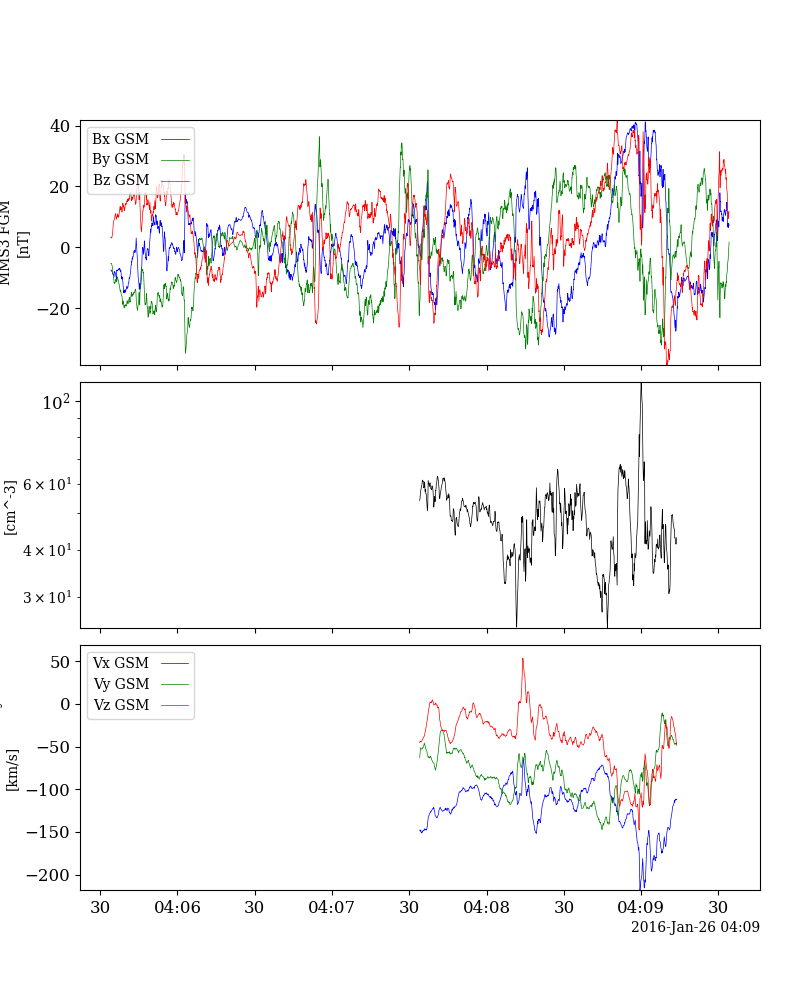 40
20
0
−20
MMS3 FGM
[nT]
Bx GSM
By GSM
Bz GSM
10²
6×10¹
4×10¹
3×10¹
[cm^-3]
50
0
−50
−100
−150
−200
[km/s]
Vx GSM
Vy GSM
Vz GSM
30 04:06 30 04:07 30 04:08 30 04:09 30
2016-Jan-26 04:09